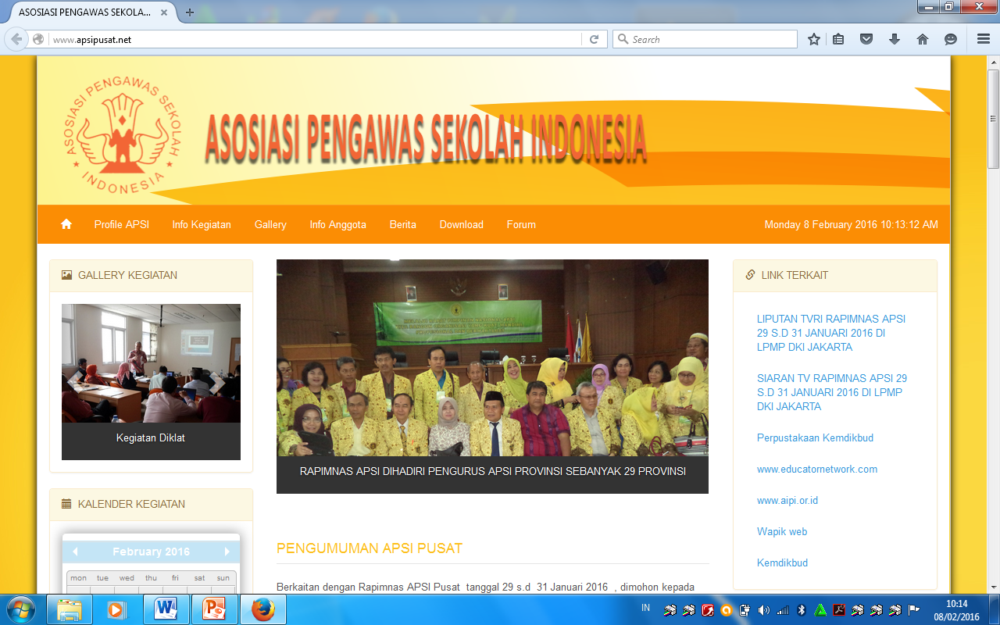 ASOSIASI PENGAWAS SEKOLA...
www.apsipusat.net
Search
ASOSIASI PENGAWAS SEKOLAH
INDONESIA
ASOSIASI PENGAWAS SEKOLAH INDONESIA
Profile APSI
Info Kegiatan
Gallery
Info Anggota
Berita
Download
Forum
Monday 8 February 2016 10:13:12 AM
GALLERY KEGIATAN
Kegiatan Diklat
KALENDER KEGIATAN
February 2016
mon tue wed thu fri sat sun
RAPIMNAS APSI DIHADIRI PENGURUS APSI PROVINSI SEBANYAK 29 PROVINSI
PENGUMUMAN APSI PUSAT
Berkaitan dengan Rapimnas APSI Pusat tanggal 29 s.d 31 Januari 2016 , dimohon kepada
LINK TERKAIT
LIPUTAN TVRI RAPIMNAS APSI
29 S.D 31 JANUARI 2016 DI
LPMP DKI JAKARTA
SIARAN TV RAPIMNAS APSI 29
S.D 31 JANUARI 2016 DI LPMP
DKI JAKARTA
Perpustakaan Kemdikbud
www.educatornetwork.com
www.aipi.or.id
Wapik web
Kemdikbud
IN
10:14
08/02/2016